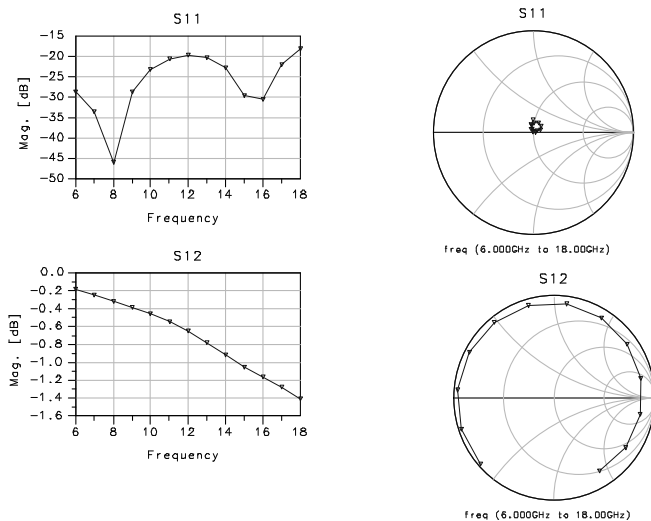 S11
Mag. [dB]
-15
-20
-25
-30
-35
-40
-45
-50
6 8 10 12 14 16 18
Frequency
S11
freq (6.000GHz to 18.00GHz)
S12
Mag. [dB]
0.0
-0.2
-0.4
-0.6
-0.8
-1.0
-1.2
-1.4
-1.6
6 8 10 12 14 16 18
Frequency
S12
freq (6.000GHz to 18.00GHz)